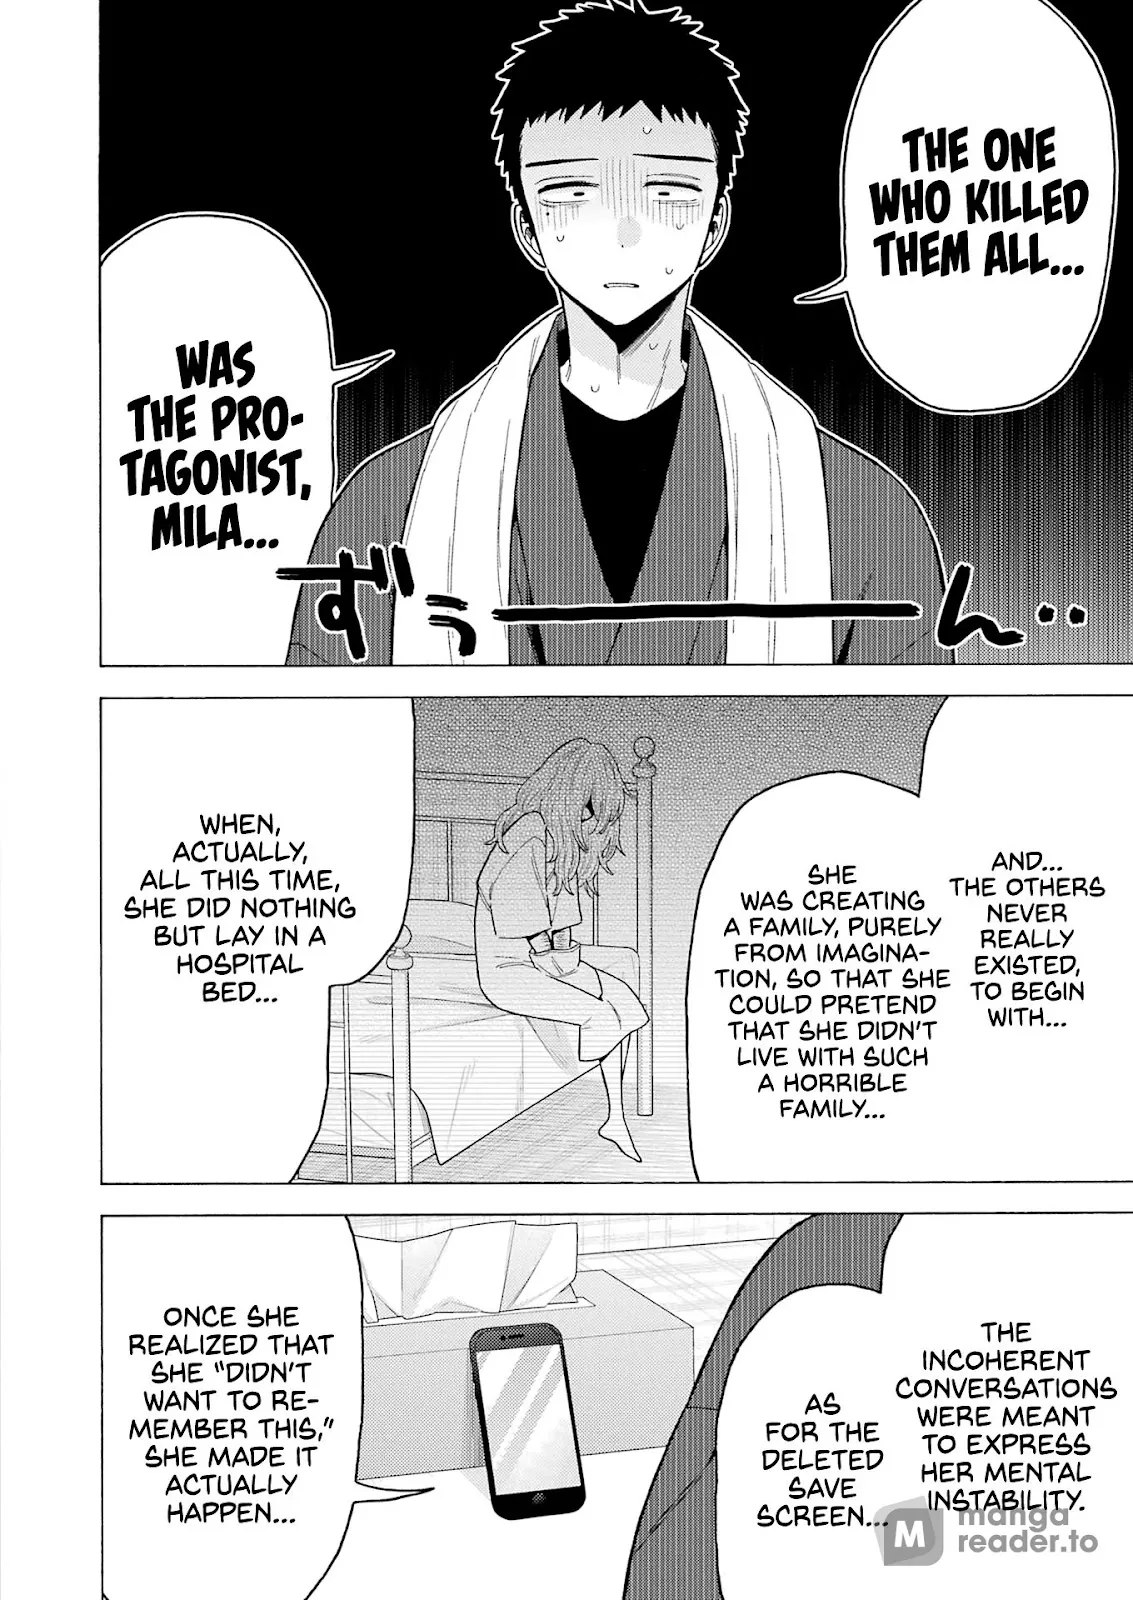 THE ONE
WHO KILLED
THEM ALL...
WAS
THE PRO-
TAGONIST,
MILA...
ずぅーん‥
AND...
THE OTHERS
NEVER
REALLY
EXISTED,
TO BEGIN
WITH...
SHE
WAS CREATING
A FAMILY, PURELY
FROM IMAGINA-
TION, SO THAT SHE
COULD PRETEND
THAT SHE DIDN'T
LIVE WITH SUCH
A HORRIBLE
FAMILY...
WHEN,
ACTUALLY,
ALL THIS TIME,
SHE DID NOTHING
BUT LAY IN A
HOSPITAL
BED...
THE
INCOHERENT
CONVERSATIONS
WERE MEANT
TO EXPRESS
HER MENTAL
INSTABILITY.
AS
FOR THE
DELETED
SAVE
SCREEN...
ONCE SHE
REALIZED THAT
SHE "DIDN'T
WANT TO RE-
MEMBER THIS,"
SHE MADE IT
ACTUALLY
HAPPEN...
M
manga
reader.to